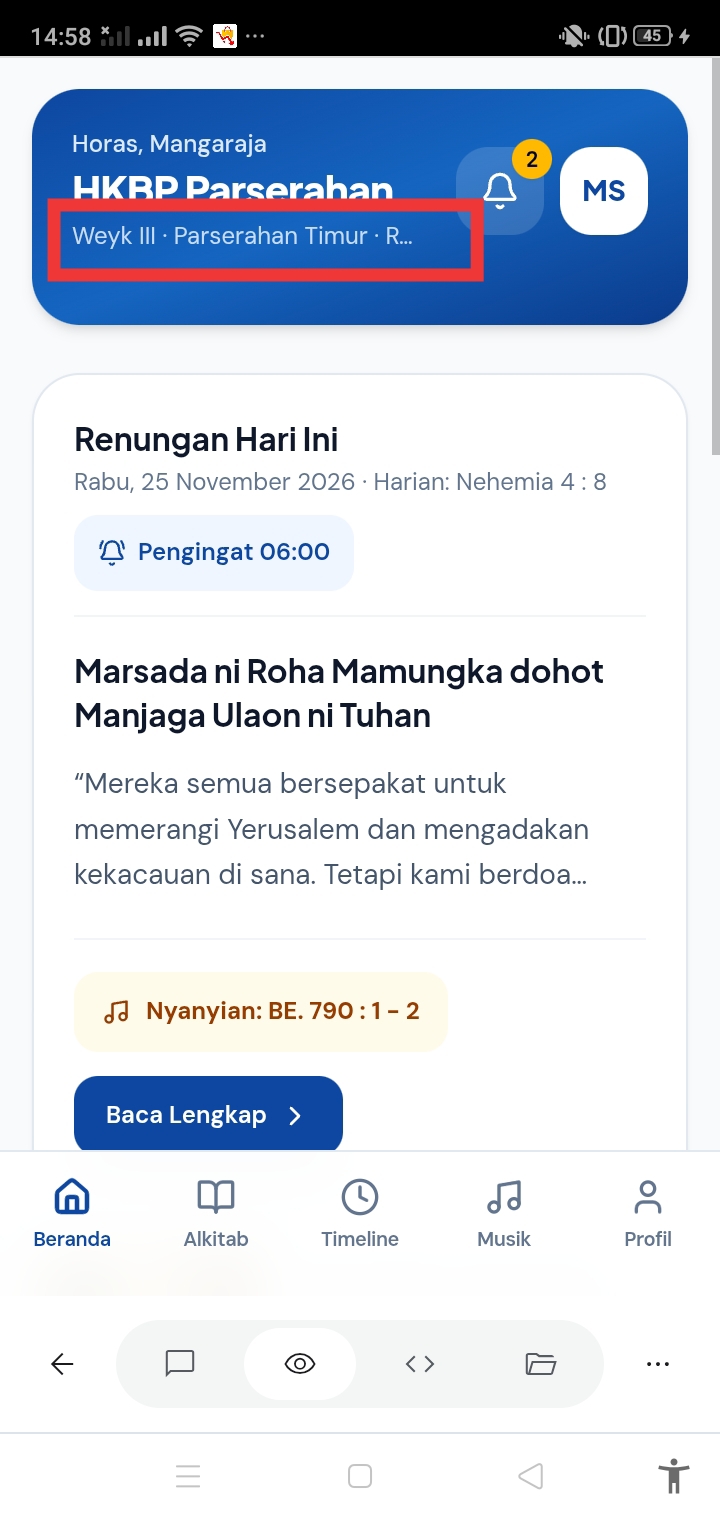 14:58
45
Horas, Mangaraja
2
HKBP Parserahan
MS
Weyk III · Parserahan Timur · R...
Renungan Hari Ini
Rabu, 25 November 2026 · Harian: Nehemia 4 : 8
Pengingat 06:00
Marsada ni Roha Mamungka dohot
Manjaga Ulaon ni Tuhan
“Mereka semua bersepakat untuk
memerangi Yerusalem dan mengadakan
kekacauan di sana. Tetapi kami berdoa...
Nyanyian: BE. 790 : 1 – 2
Baca Lengkap
Beranda Alkitab Timeline Musik Profil